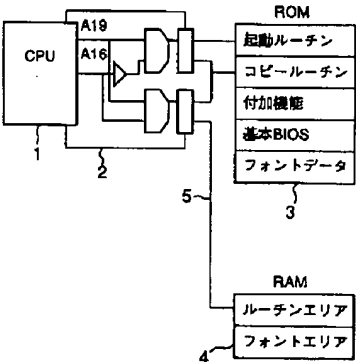 ROM
A19
CPU
A16
1
2
起動ルーチン
コピールーチン
付加機能
基本BIOS
フォントデータ
3
5
RAM
ルーチンエリア
フォントエリア
4